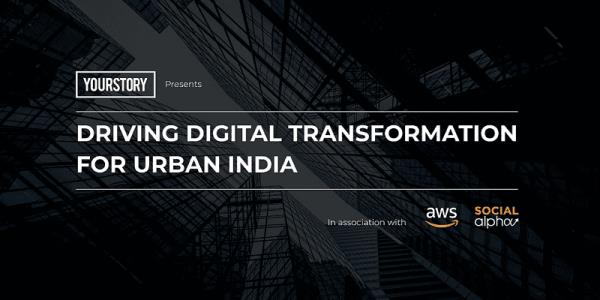 YOURSTORY Presents
DRIVING DIGITAL TRANSFORMATION
FOR URBAN INDIA
In association with aws SOCIAL
alpha